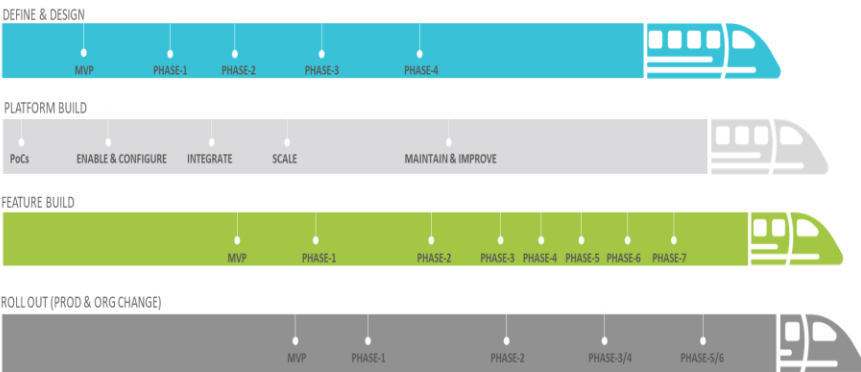 DEFINE & DESIGN
MVP PHASE-1 PHASE-2 PHASE-3 PHASE-4
PLATFORM BUILD
PoCs ENABLE & CONFIGURE INTEGRATE SCALE MAINTAIN & IMPROVE
FEATURE BUILD
MVP PHASE-1 PHASE-2 PHASE-3 PHASE-4 PHASE-5 PHASE-6 PHASE-7
ROLL OUT (PROD & ORG CHANGE)
MVP PHASE-1 PHASE-2 PHASE-3/4 PHASE-5/6